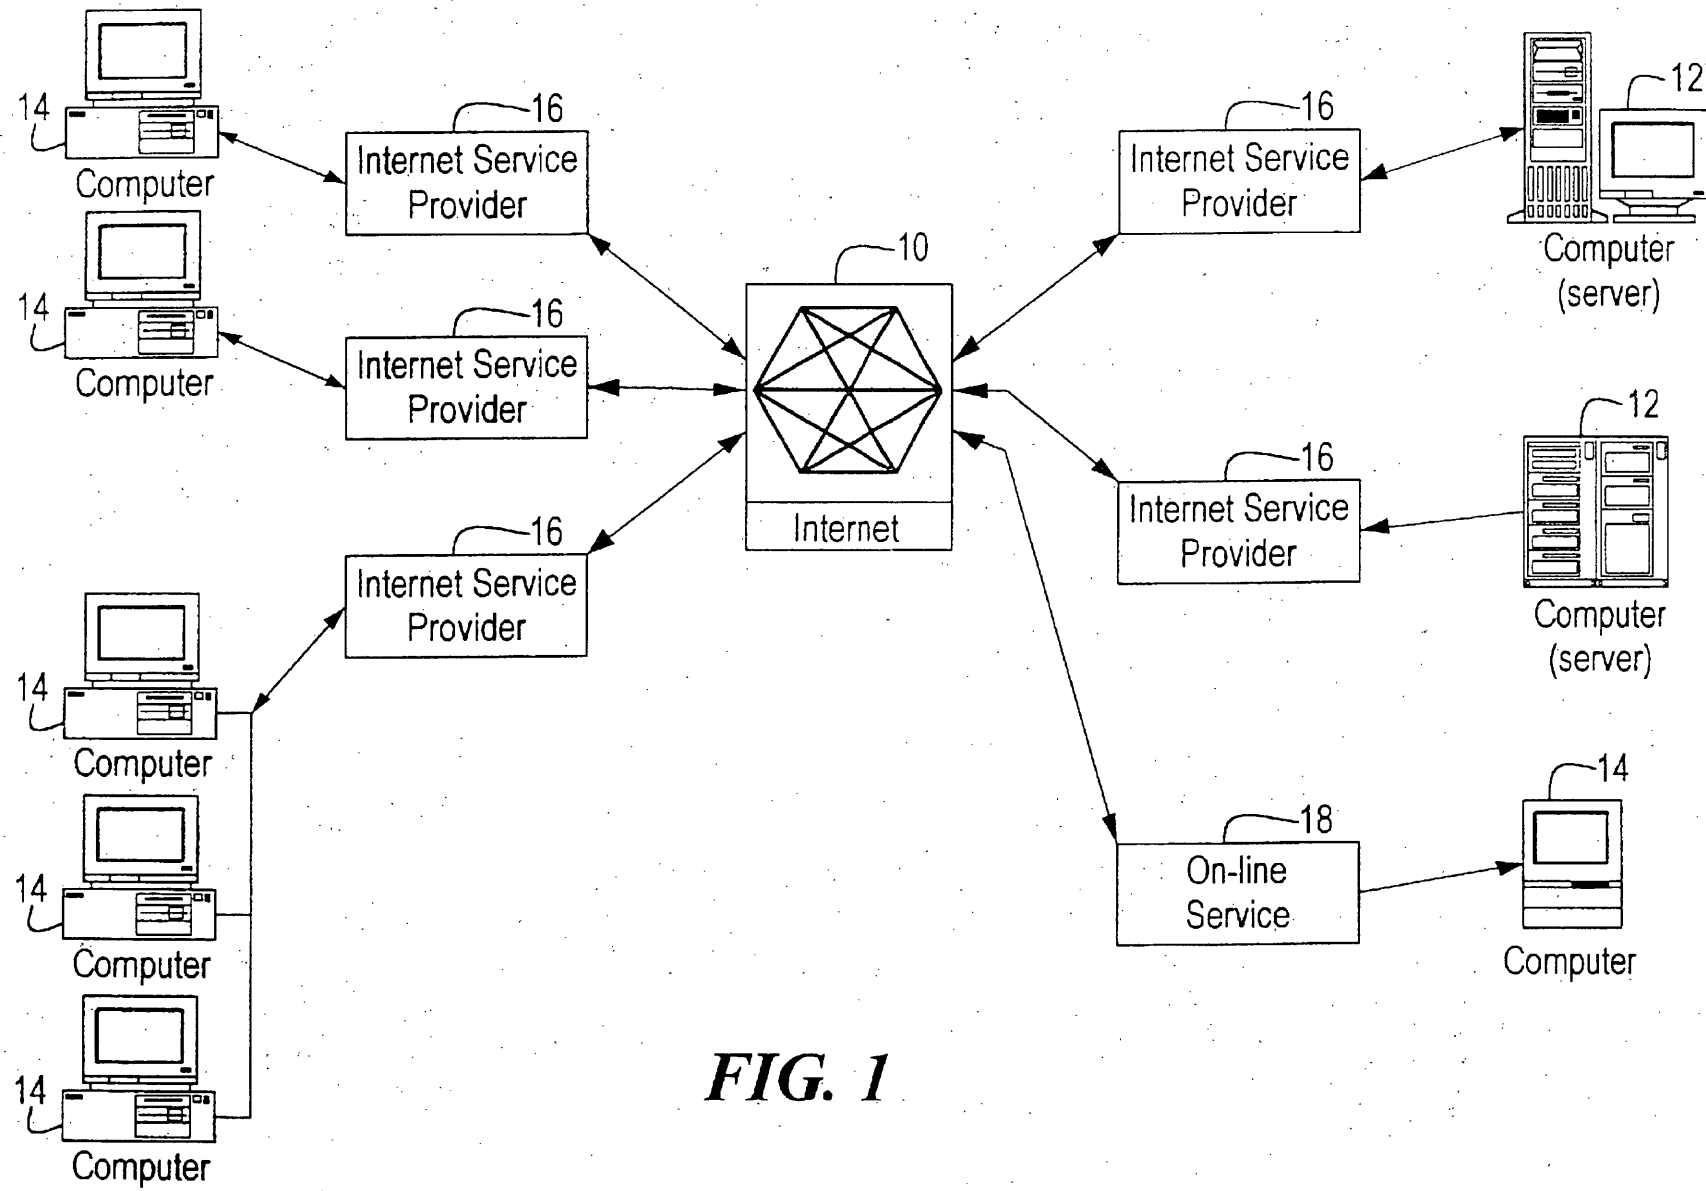 14
Computer
16
Internet Service
Provider
14
Computer
16
Internet Service
Provider
16
Internet Service
Provider
14
Computer
14
Computer
14
Computer
10
Internet
16
Internet Service
Provider
12
Computer
(server)
16
Internet Service
Provider
12
Computer
(server)
18
On-line
Service
14
Computer
FIG. 1